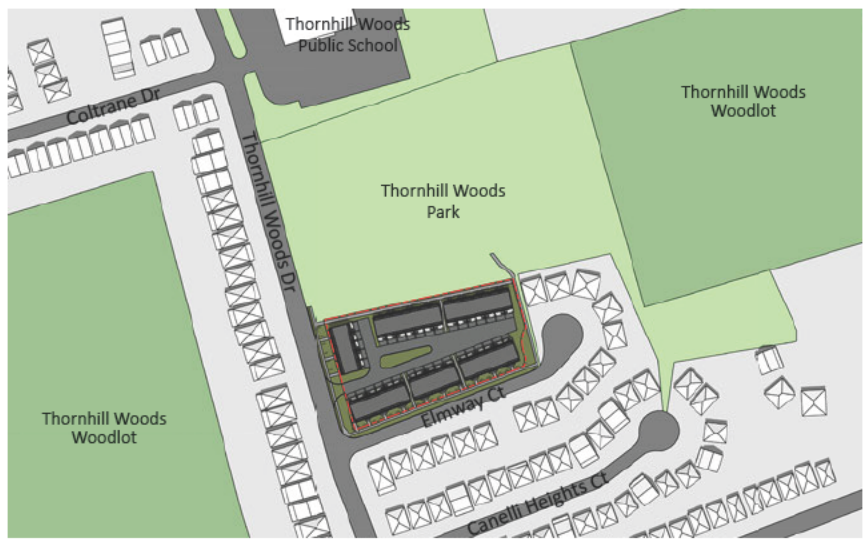 Thornhill Woods
Public School
Coltrane Dr
Thornhill Woods
Woodlot
Thornhill Woods Dr
Thornhill Woods
Park
Thornhill Woods
Woodlot
Elmway Ct
Canelli Heights Ct